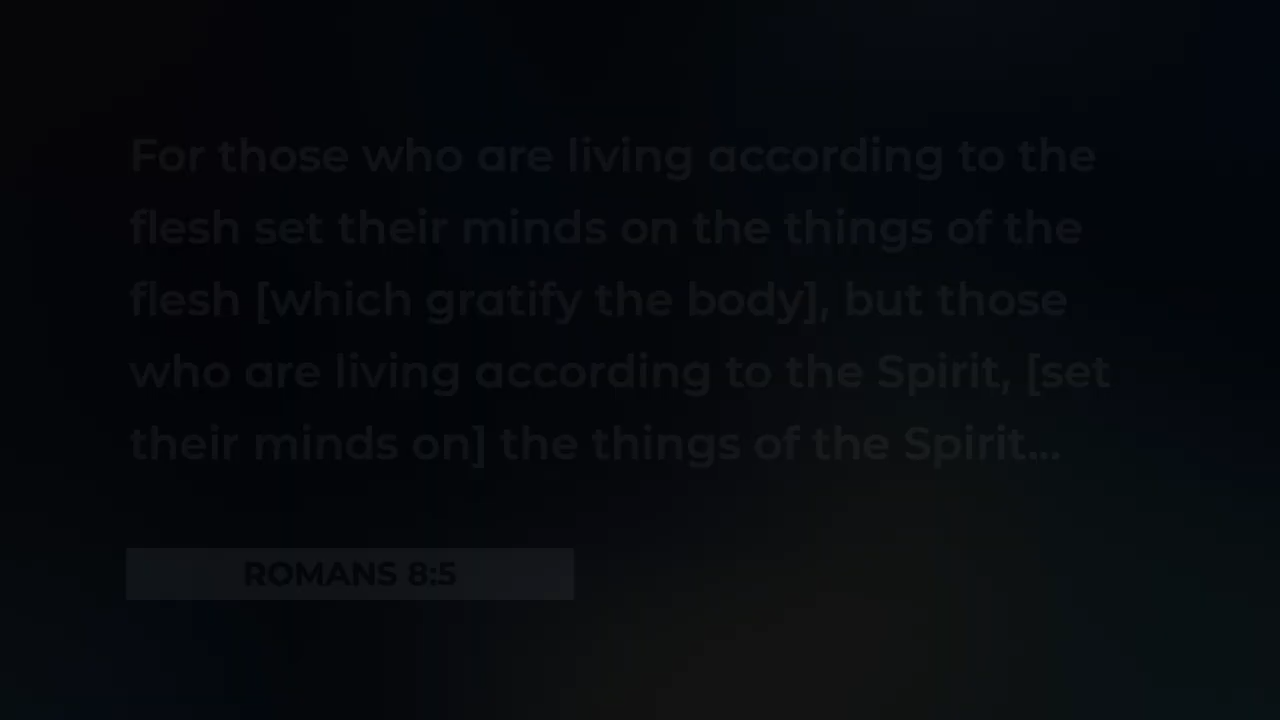 For those who are living according to the
flesh set their minds on the things of the
flesh [which gratify the body], but those
who are living according to the Spirit, [set
their minds on] the things of the Spirit...
ROMANS 8:5